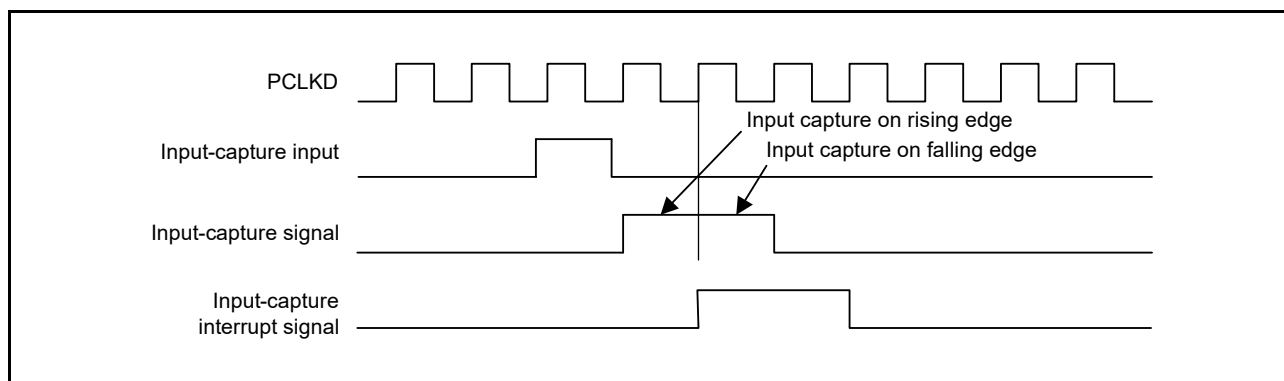 PCLKD
Input capture on rising edge
Input-capture input
Input capture on falling edge
Input-capture signal
Input-capture
interrupt signal